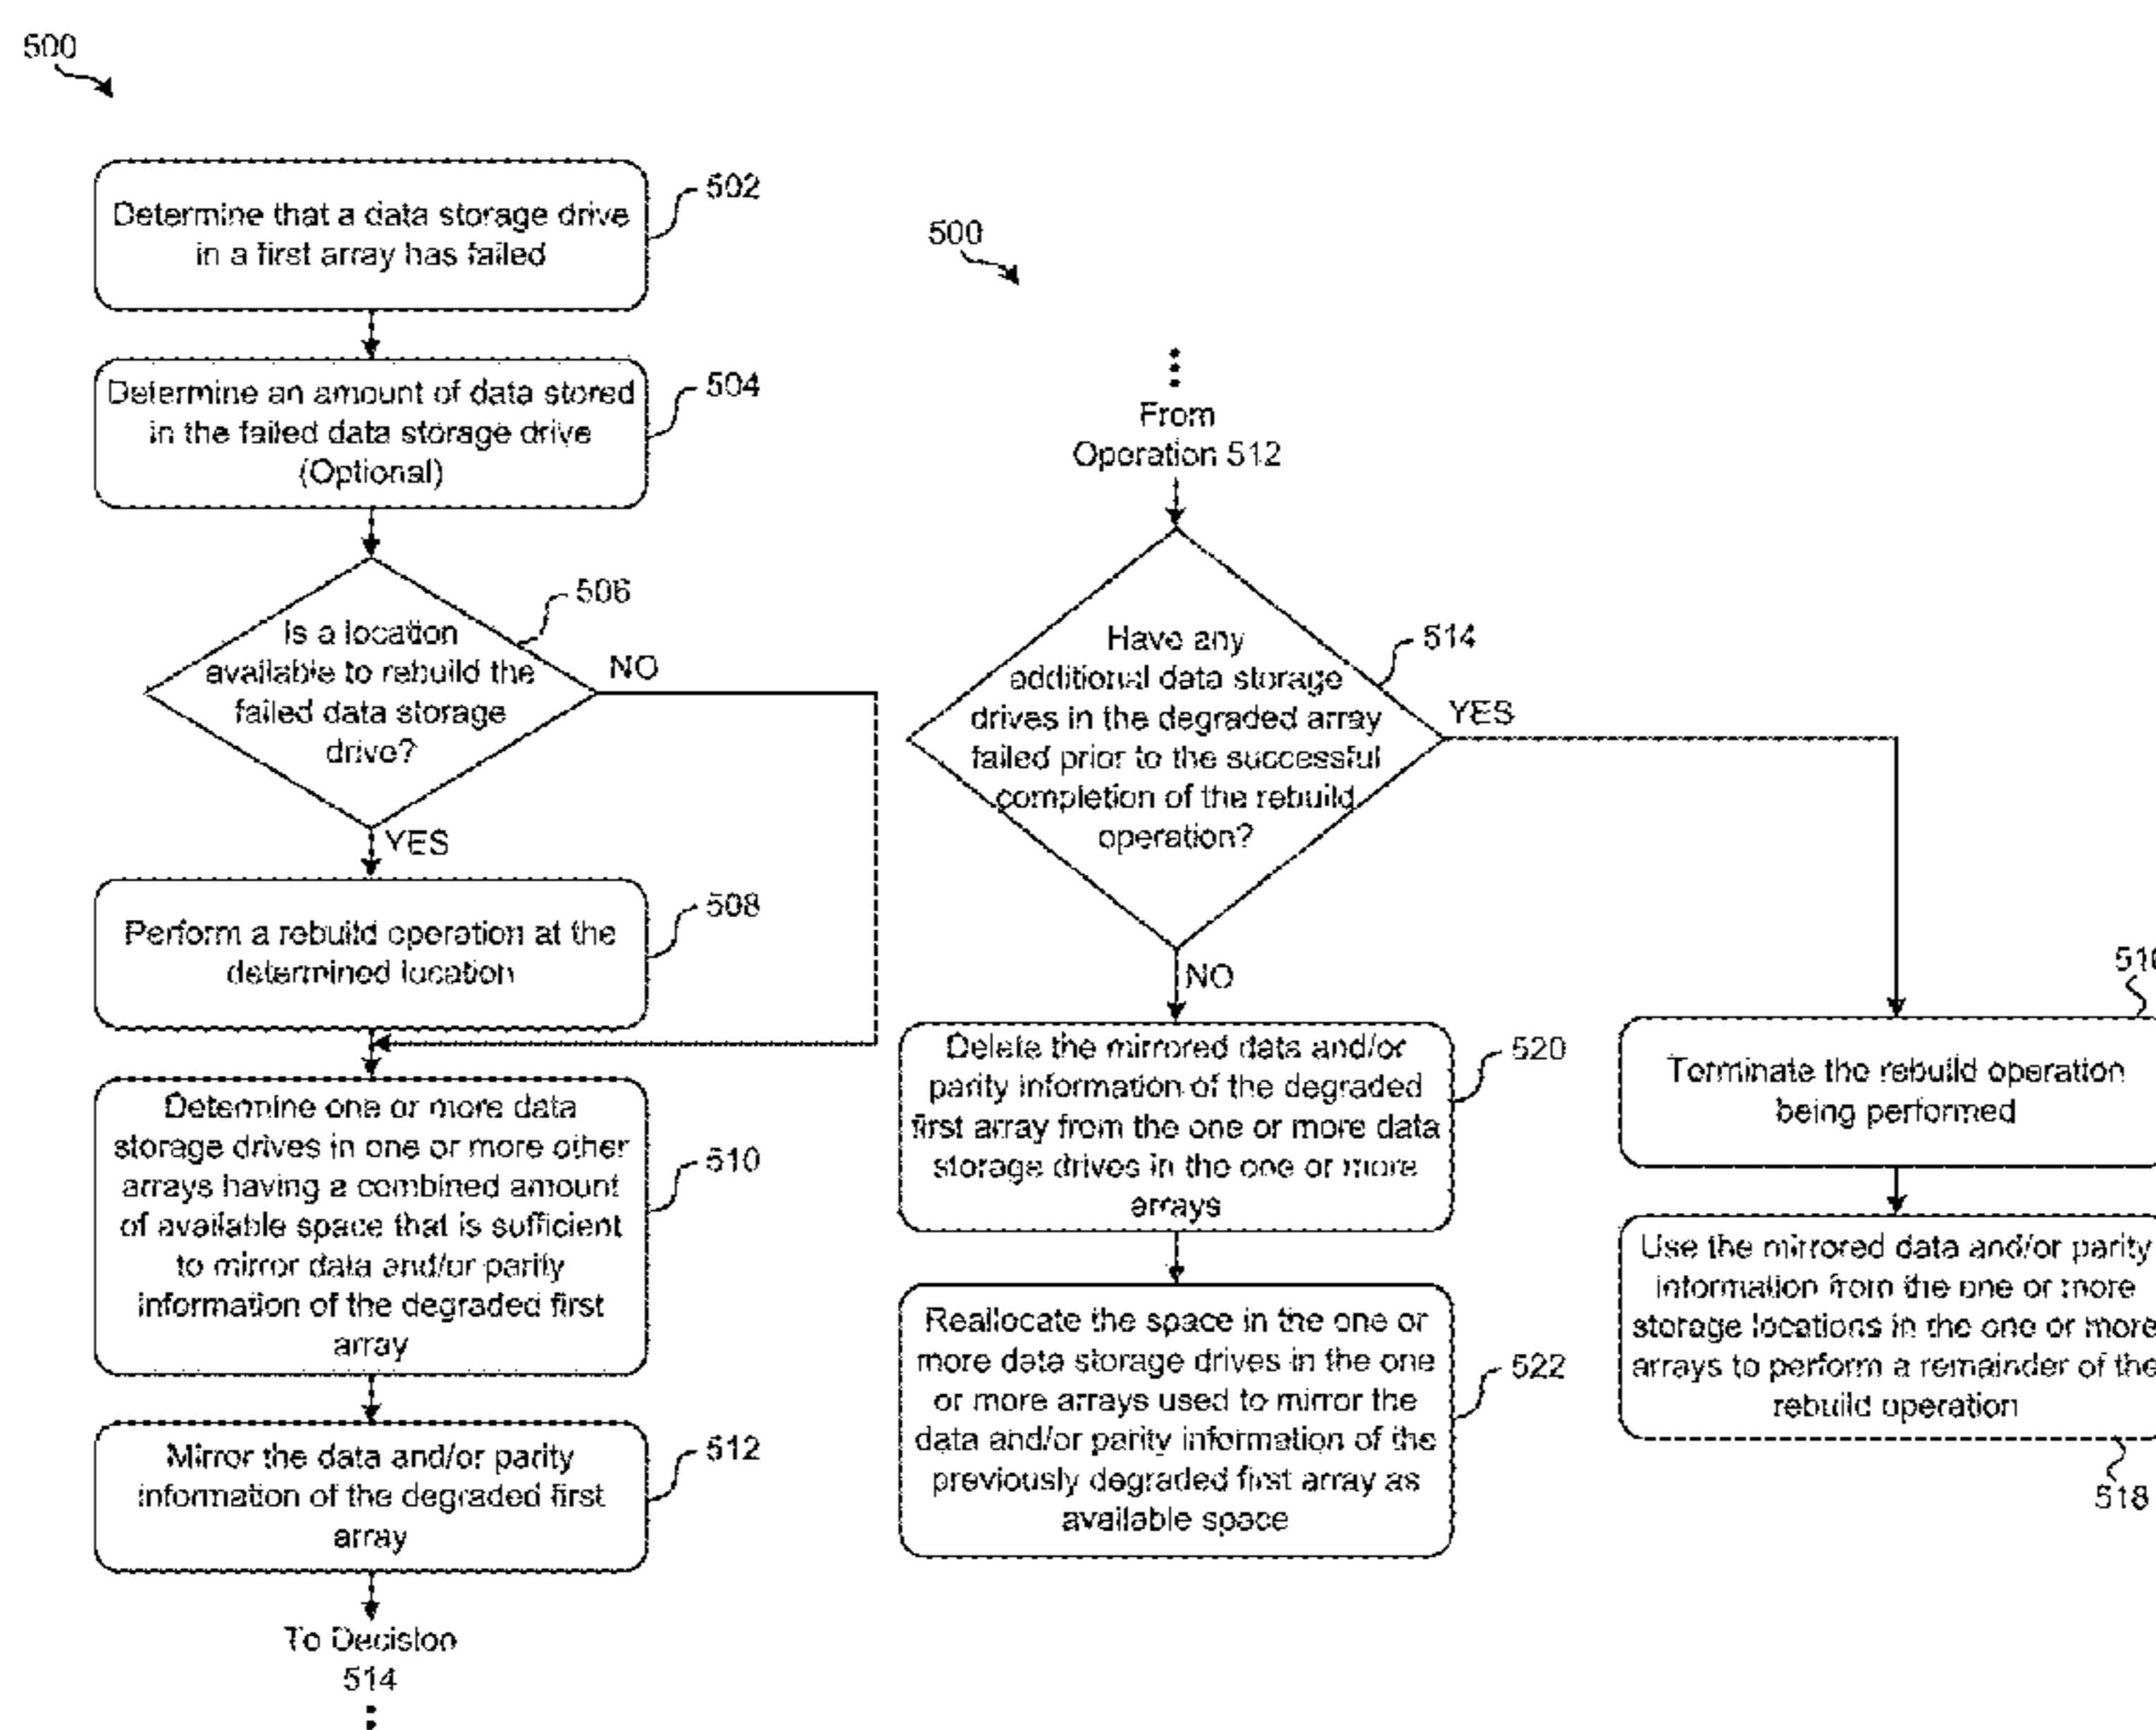 500
Determine that a data storage drive
in a first array has failed
502
Determine an amount of data stored
in the failed data storage drive
(Optional)
504
Is a location
available to rebuild the
failed data storage
drive?
506
NO
YES
Perform a rebuild operation at the
determined location
508
Determine one or more data
storage drives in one or more other
arrays having a combined amount
of available space that is sufficient
to mirror data and/or parity
information of the degraded first
array
510
Mirror the data and/or parity
information of the degraded first
array
512
To Decision
514
500
From
Operation 512
Have any
additional data storage
drives in the degraded array
failed prior to the successful
completion of the rebuild
operation?
514
YES
NO
Delete the mirrored data and/or
parity information of the degraded
first array from the one or more data
storage drives in the one or more
arrays
520
Reallocate the space in the one or
more data storage drives in the one
or more arrays used to mirror the
data and/or parity information of the
previously degraded first array as
available space
522
Terminate the rebuild operation
being performed
Use the mirrored data and/or parity
information from the one or more
storage locations in the one or more
arrays to perform a remainder of the
rebuild operation
518